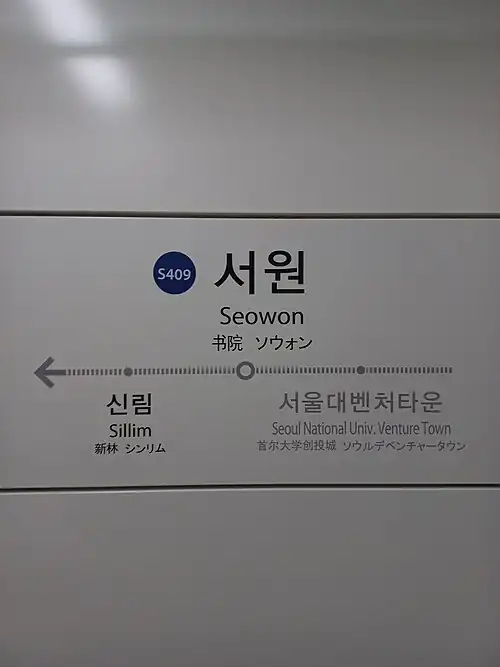 S409 서원
Seowon
书院 ソウォン
신림
Sillim
新林 シンリム
서울대벤처타운
Seoul National Univ. Venture Town
首尔大学创投城 ソウルデベンチャータウン